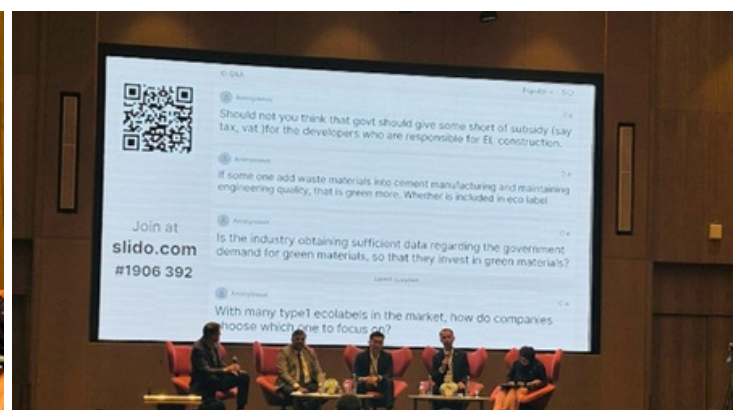 Q&A
Popular
Anonymous
Should not you think that govt should give some short of subsidy (say
tax, vat )for the developers who are responsible for EL construction.
Anonymous
If some one add waste materials into cement manufacturing and maintaining
engineering quality, that is green more. Whether is included in eco label
Join at
slido.com
#1906 392
Anonymous
Is the industry obtaining sufficient data regarding the government
demand for green materials, so that they invest in green materials?
Latest question
Anonymous
With many type1 ecolabels in the market, how do companies
choose which one to focus on?